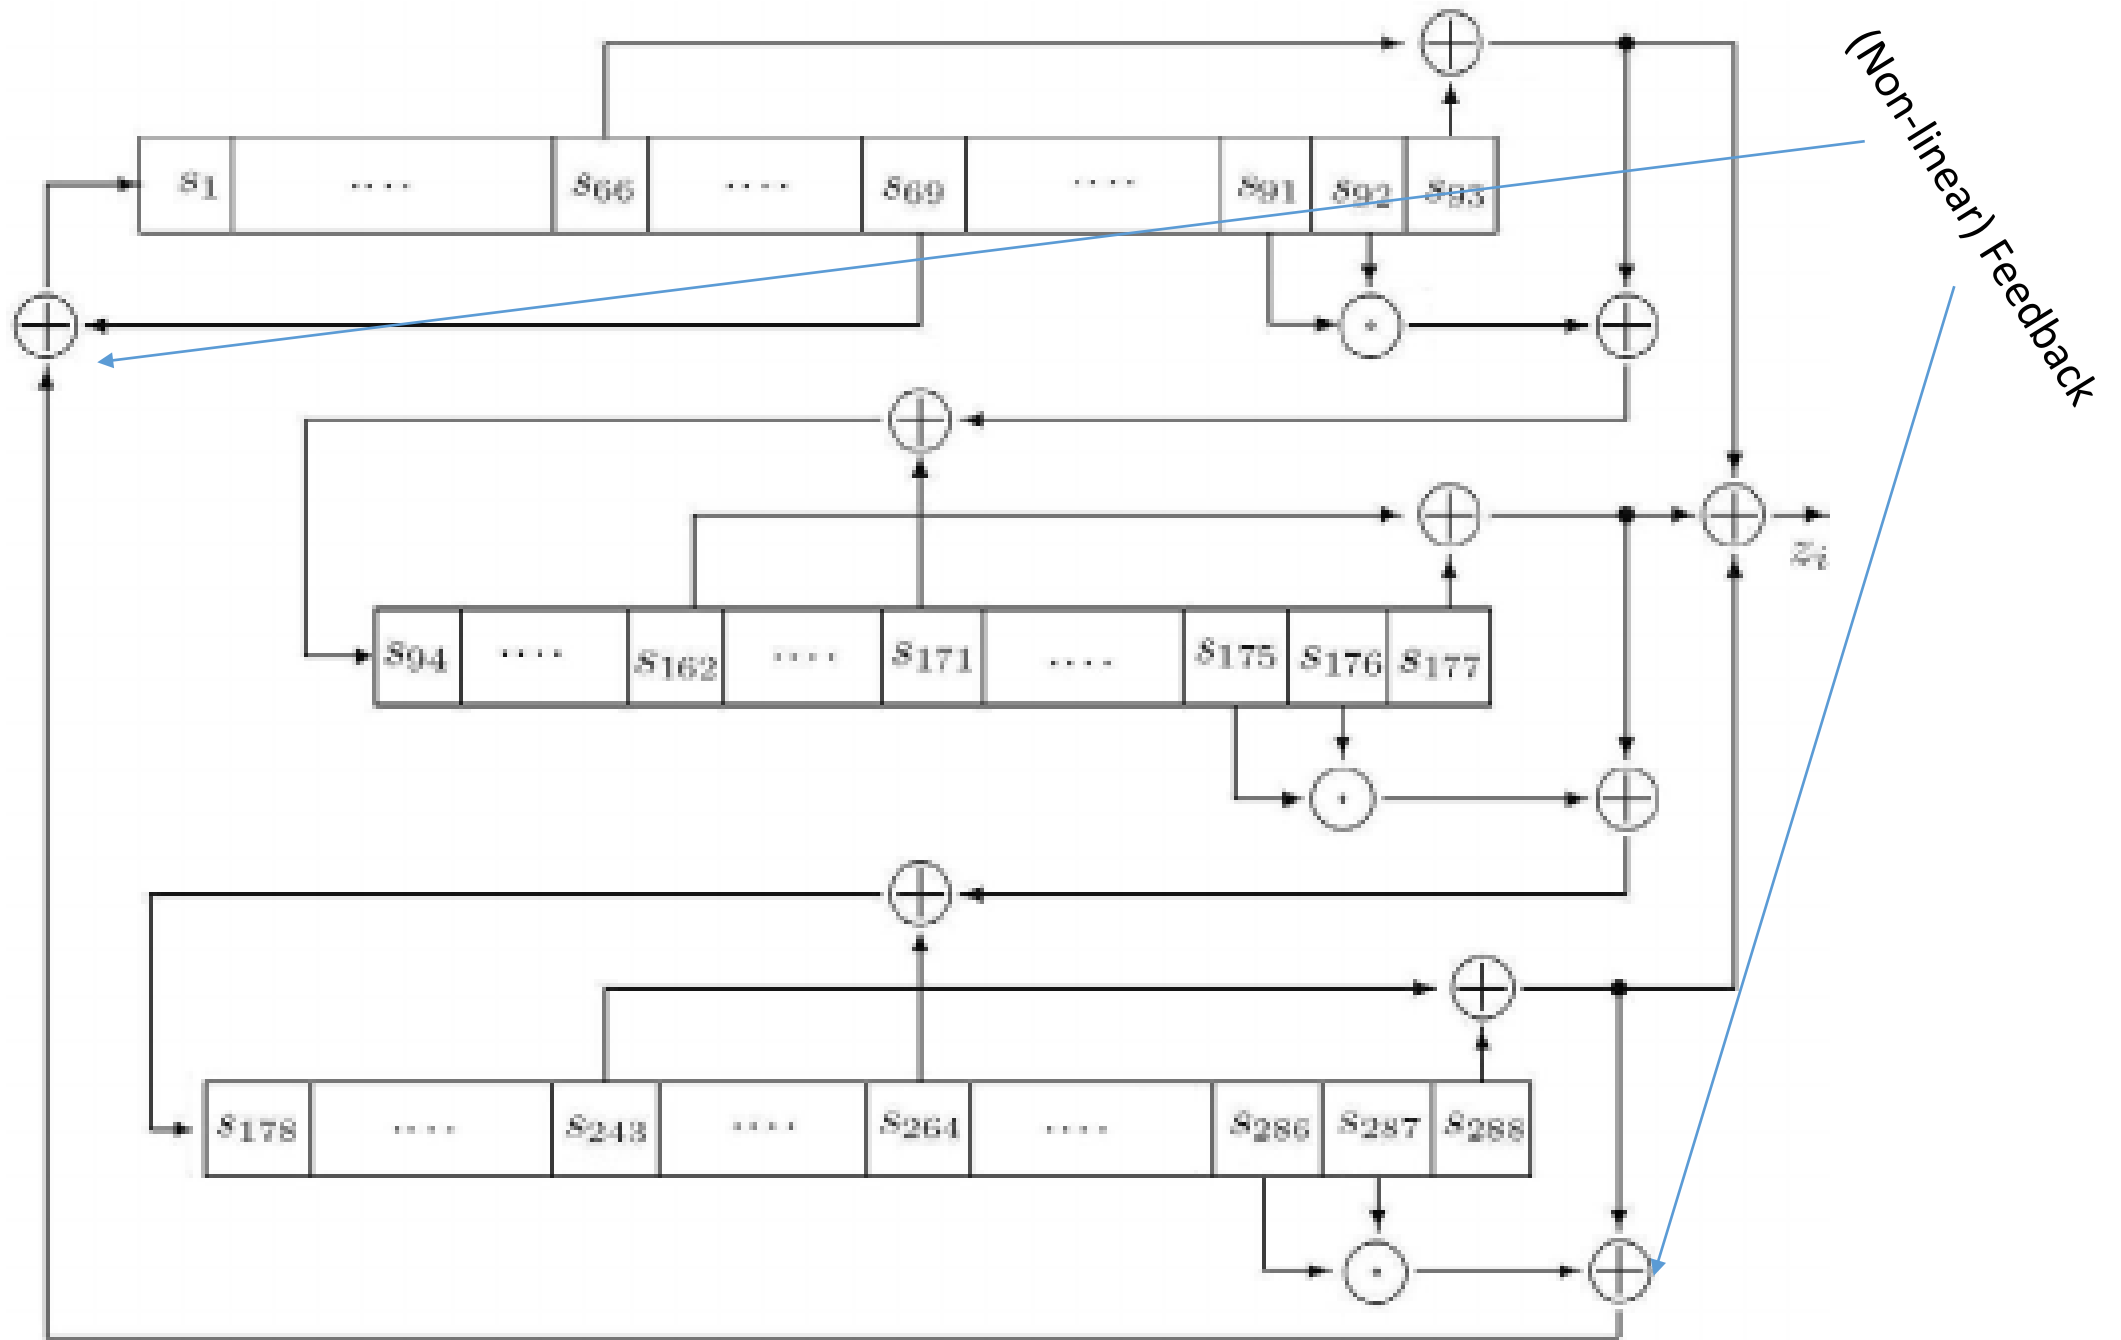 (Non-linear) Feedback
s1 .... s66 .... s69 .... s91 s92 s93
zi
s94 .... s162 .... s171 .... s175 s176 s177
s178 .... s243 .... s264 .... s286 s287 s288